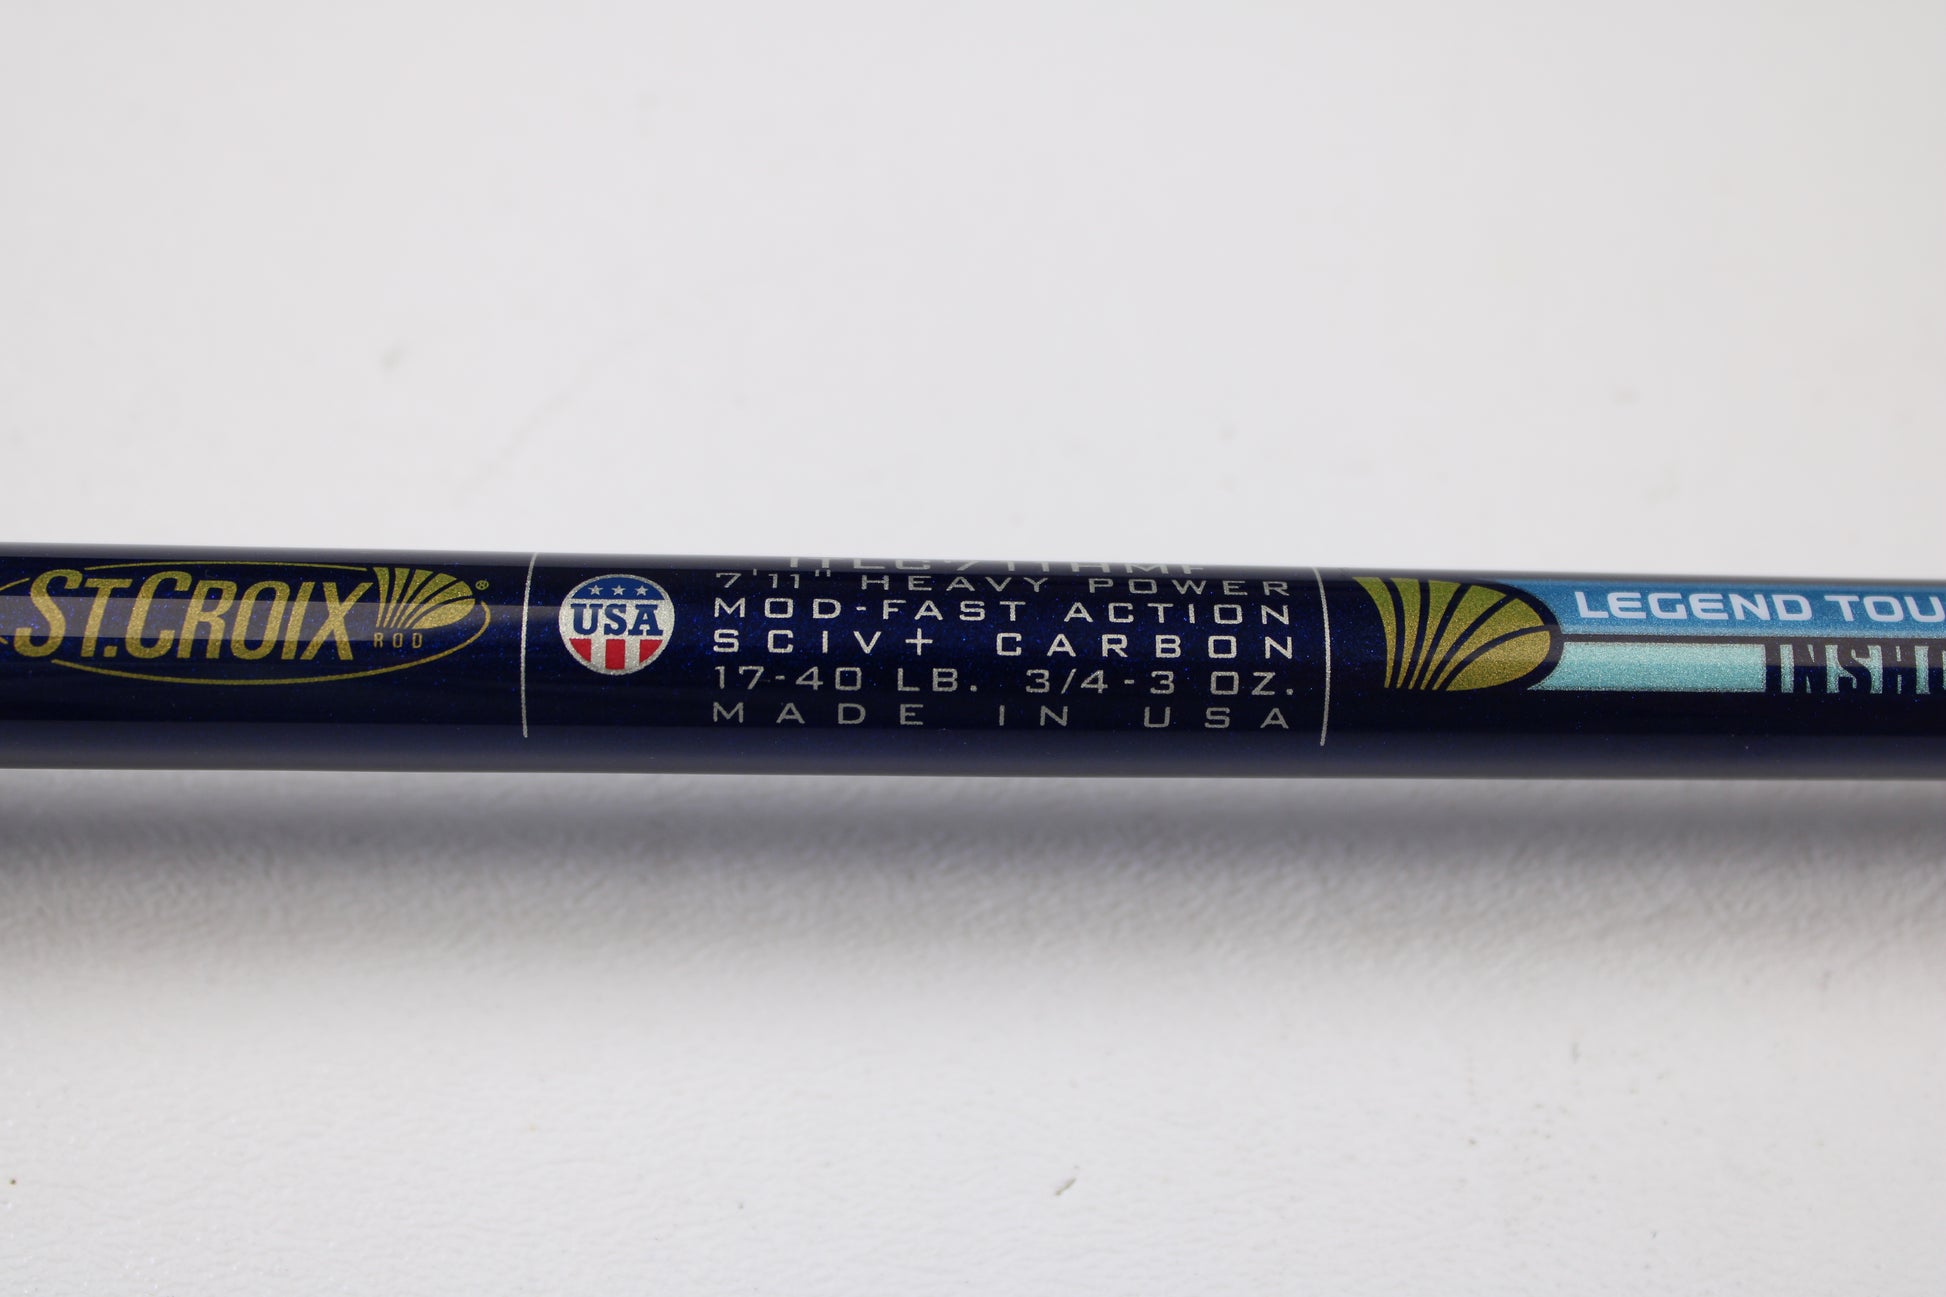 ST.CROIX®
ROD
USA
7'11" HEAVY POWER
MOD-FAST ACTION
SCIV+ CARBON
17-40 LB. 3/4-3 OZ.
MADE IN USA
LEGEND TOU
INSH